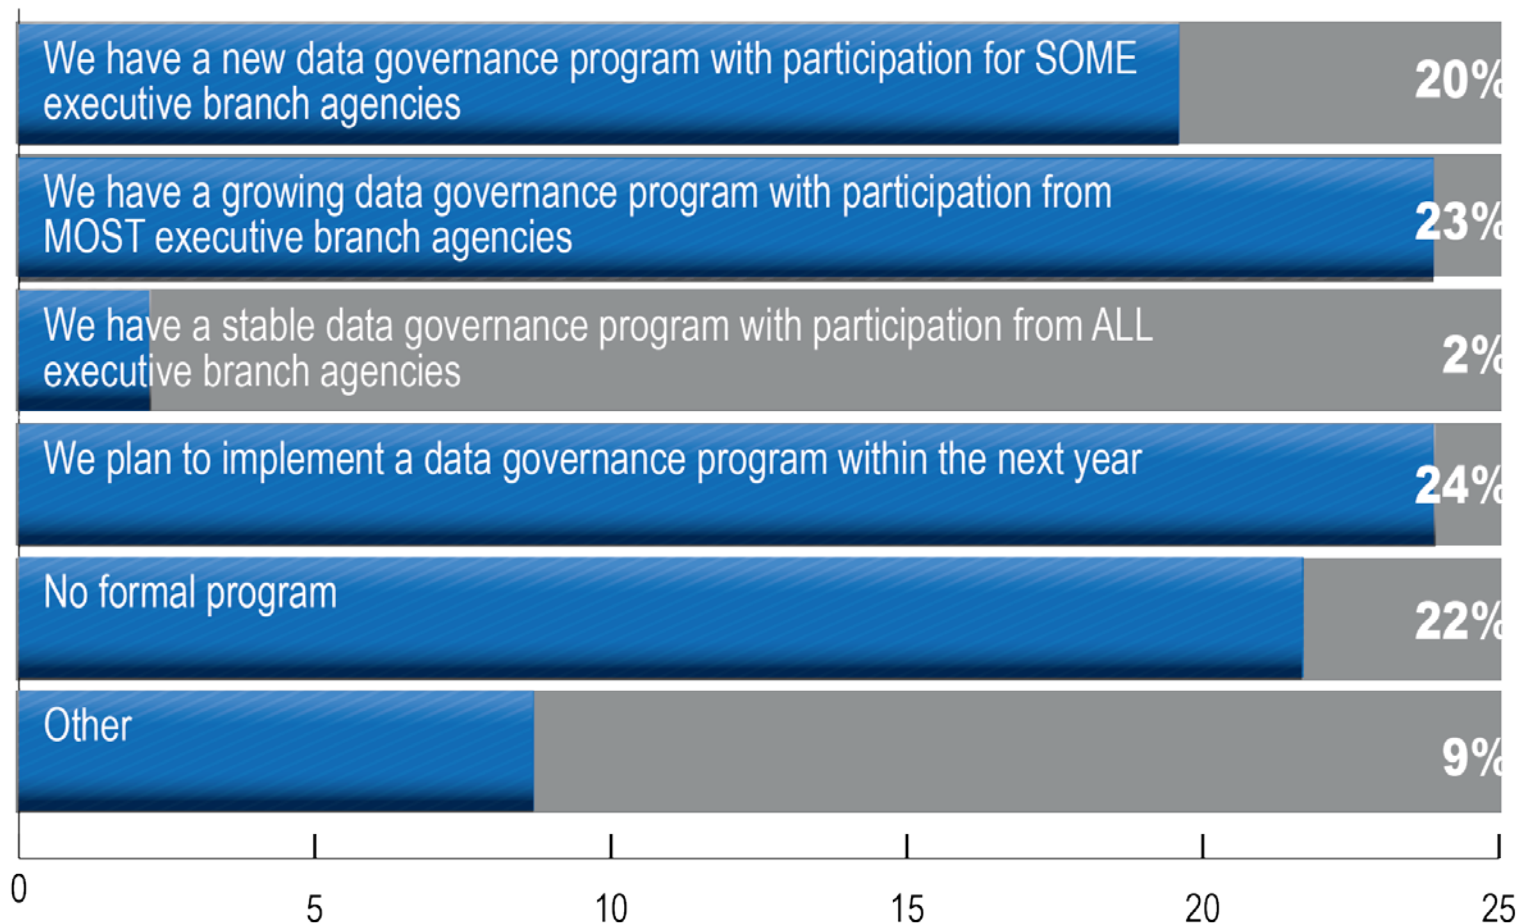 We have a new data governance program with participation for SOME
executive branch agencies
20%
We have a growing data governance program with participation from
MOST executive branch agencies
23%
We have a stable data governance program with participation from ALL
executive branch agencies
2%
We plan to implement a data governance program within the next year
24%
No formal program
22%
Other
9%
0
5
10
15
20
25